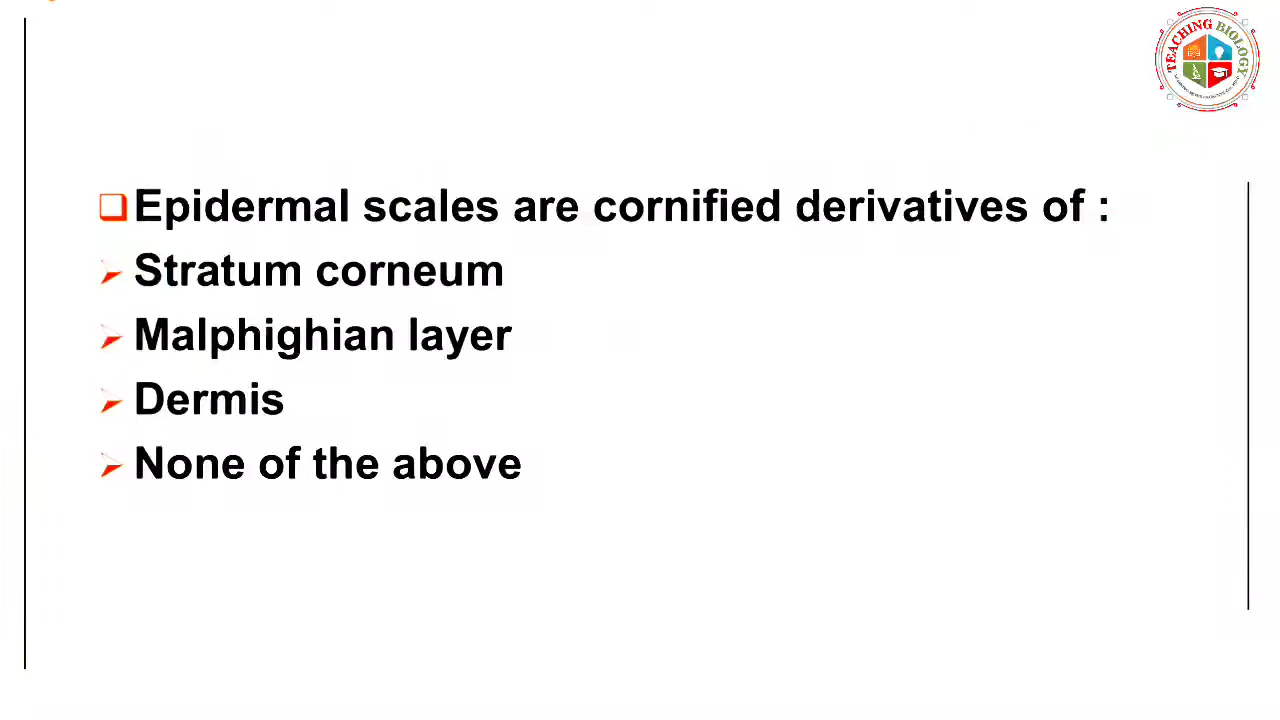 TEACHING BIOLOGY
Epidermal scales are cornified derivatives of :
Stratum corneum
Malphighian layer
Dermis
None of the above